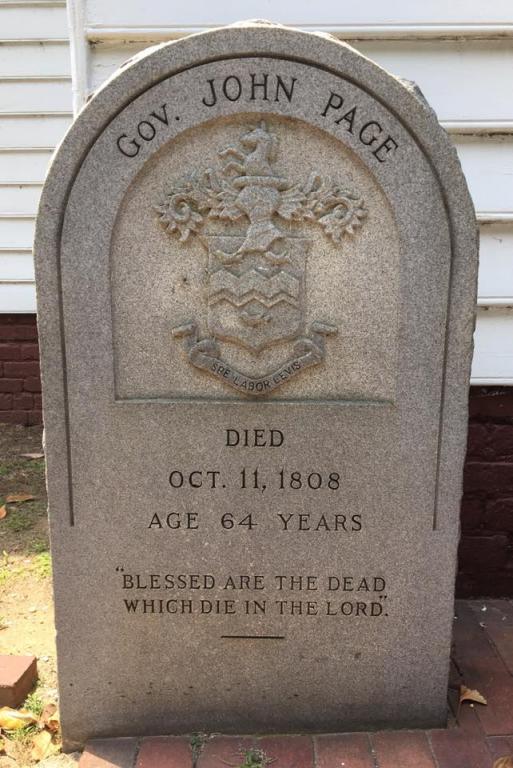 GOV. JOHN PAGE
SPE LABOR LEVIS
DIED
OCT. 11, 1808
AGE 64 YEARS
"BLESSED ARE THE DEAD
WHICH DIE IN THE LORD."